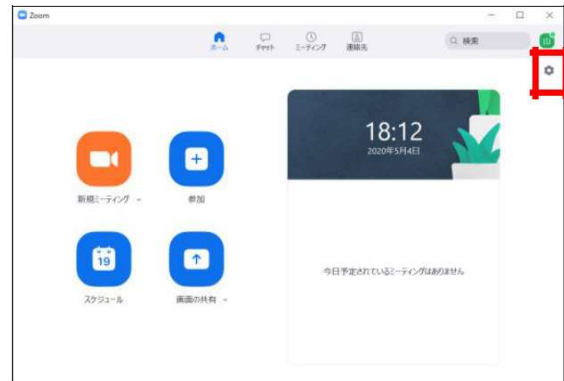 Zoom
ホーム
チャット
ミーティング
連絡先
検索
山
18:12
2020年5月4日
新規ミーティング
参加
19
スケジュール
画面の共有
今日予定されているミーティングはありません